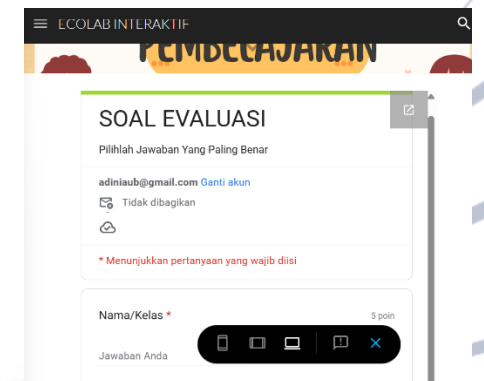 ECOLAB INTERAKTIF
PEMBELAJARAN
SOAL EVALUASI
Pilihlah Jawaban Yang Paling Benar
adiniaub@gmail.com Ganti akun
Tidak dibagikan
* Menunjukkan pertanyaan yang wajib diisi
Nama/Kelas *
5 poin
Jawaban Anda